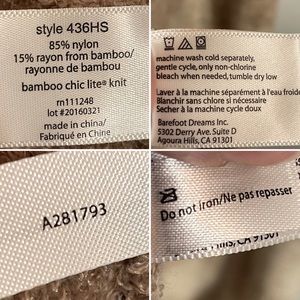 style 436HS
85% nylon
15% rayon from bamboo/
rayonne de bambou
bamboo chic lite® knit
rn111248
lot #20160321
made in china/
Fabriqué en Chine
machine wash cold separately,
gentle cycle, only non-chlorine
bleach when needed, tumble dry low
Laver à la machine séparément à l'eau froide
Blanchir sans chlore si nécessaire
Sécher à la machine cycle doux
Barefoot Dreams Inc.
5302 Derry Ave. Suite D
Agoura Hills, CA 91301
A281793
Do not iron/Ne pas repasser
Hills, CA 91301